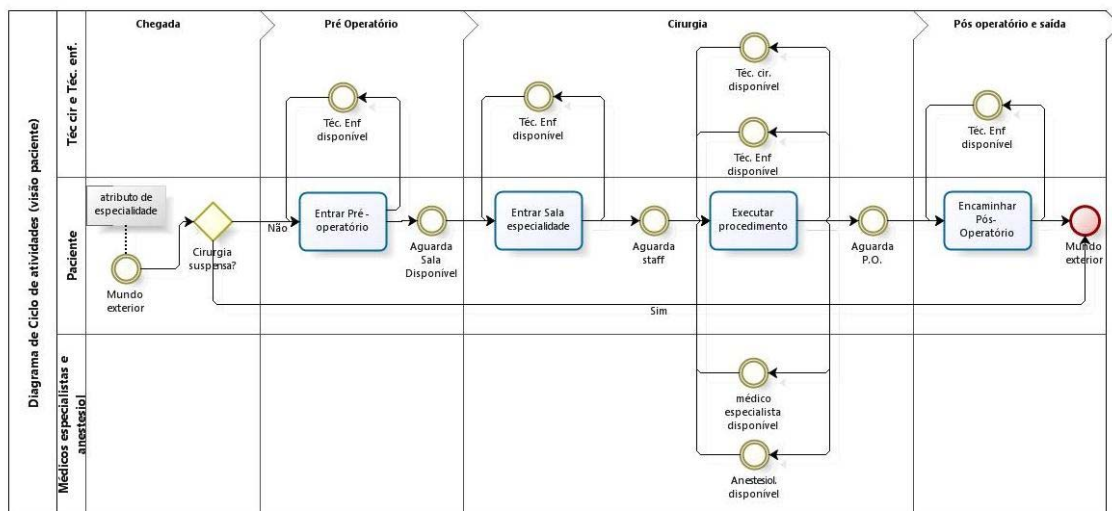 Diagrama de Ciclo de atividades (visão paciente)
Chegada
Pré Operatório
Cirurgia
Pós operatório e saída
Téc cir e Téc. enf.
Téc. Enf
disponível
Téc. Enf
disponível
Téc. cir.
disponível
Téc. Enf
disponível
Téc. Enf
disponível
Paciente
atributo de
especialidade
Mundo
exterior
Cirurgia
suspensa?
Não
Entrar Pré -
operatório
Aguarda
Sala
Disponível
Entrar Sala
especialidade
Aguarda
staff
Executar
procedimento
Aguarda
P.O.
Encaminhar
Pós-
Operatório
Mundo
exterior
Sim
Médicos especialistas e
anestesiol
médico
especialista
disponível
Anestesiol.
disponível